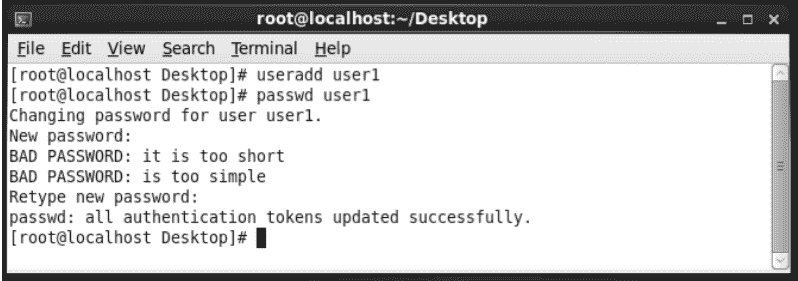 root@localhost:~/Desktop
File Edit View Search Terminal Help
[root@localhost Desktop]# useradd user1
[root@localhost Desktop]# passwd user1
Changing password for user user1.
New password:
BAD PASSWORD: it is too short
BAD PASSWORD: is too simple
Retype new password:
passwd: all authentication tokens updated successfully.
[root@localhost Desktop]#